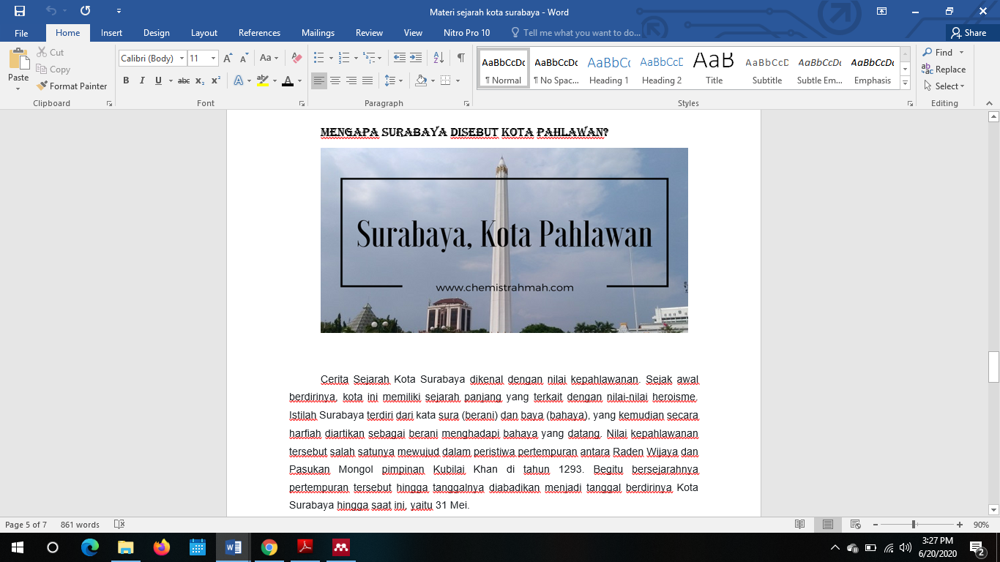 Materi sejarah kota surabaya - Word
File Home Insert Design Layout References Mailings Review View Nitro Pro 10 Tell me what you want to do... Share
Paste
Cut
Copy
Format Painter
Clipboard
Calibri (Body) 11
Font
Paragraph
AaBbCcDc AaBbCcDc AaBbCc AaBbCcD AaB AaBbCcD AaBbCcDc AaBbCcDc
¶ Normal ¶ No Spac... Heading 1 Heading 2 Title Subtitle Subtle Em... Emphasis
Styles
Find
Replace
Select
Editing
MENGAPA SURABAYA DISEBUT KOTA PAHLAWAN?
Surabaya, Kota Pahlawan
www.chemistrahmah.com
Cerita Sejarah Kota Surabaya dikenal dengan nilai kepahlawanan. Sejak awal
berdirinya, kota ini memiliki sejarah panjang yang terkait dengan nilai-nilai heroisme.
Istilah Surabaya terdiri dari kata sura (berani) dan baya (bahaya), yang kemudian secara
harfiah diartikan sebagai berani menghadapi bahaya yang datang. Nilai kepahlawanan
tersebut salah satunya mewujud dalam peristiwa pertempuran antara Raden Wijaya dan
Pasukan Mongol pimpinan Kubilai Khan di tahun 1293. Begitu bersejarahnya
pertempuran tersebut hingga tanggalnya diabadikan menjadi tanggal berdirinya Kota
Surabaya hingga saat ini, yaitu 31 Mei.
Page 5 of 7 861 words 90%
3:27 PM
6/20/2020
2